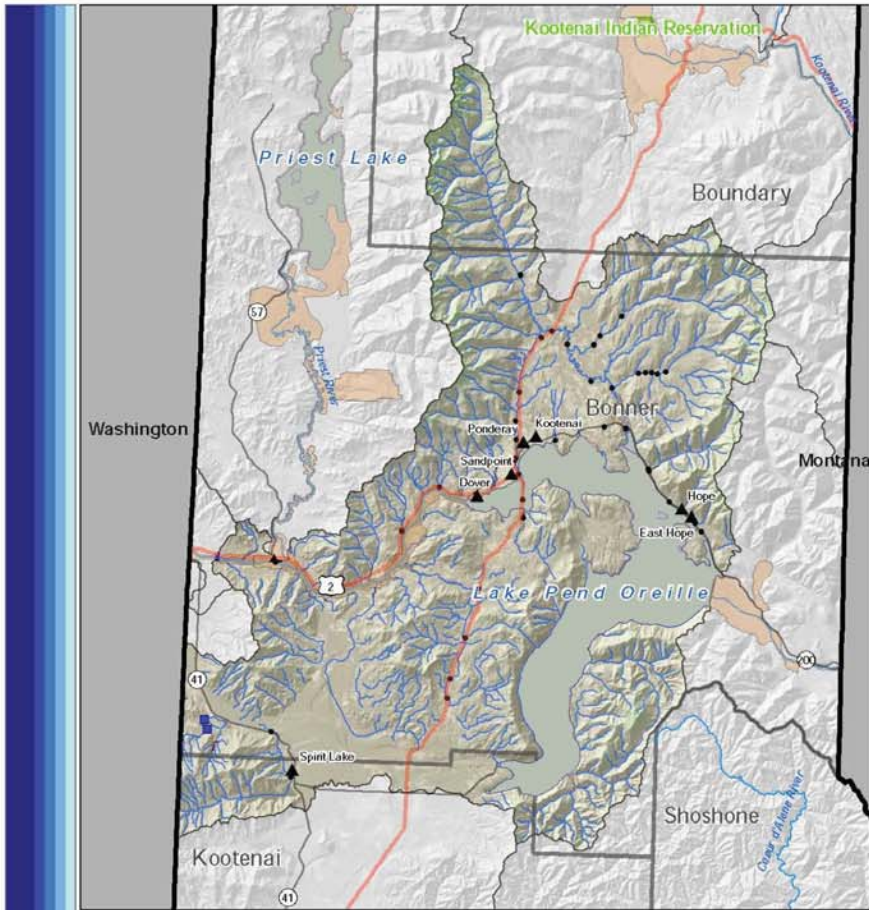 Kootenai Indian Reservation
Kootenai River
Priest Lake
Boundary
57
Priest River
Washington
Bonner
Ponderay
Kootenai
Montana
Sandpoint
Dover
Hope
East Hope
2
Lake Pend Oreille
200
41
Spirit Lake
Shoshone
Coeur d'Alene River
Kootenai
41